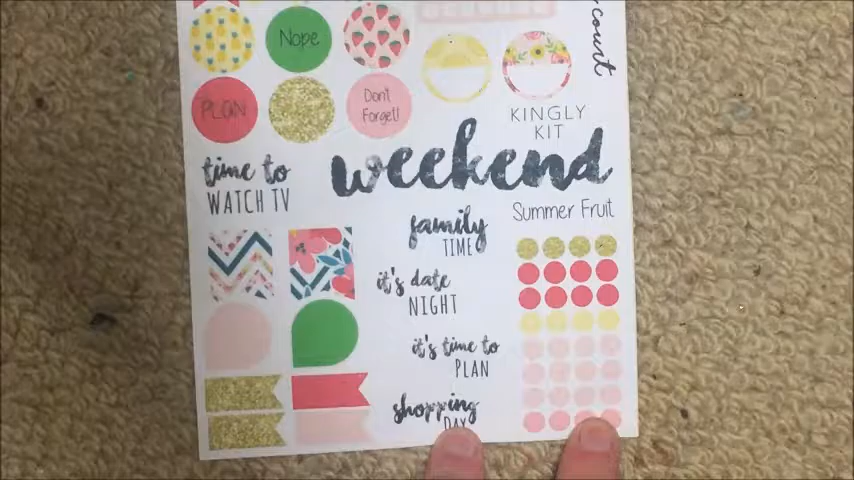 court
Nope
PLAN
Don't
Forget!
KINGLY
KIT
time to
WATCH TV
weekend
Summer Fruit
family
TIME
it's date
NIGHT
it's time to
PLAN
shopping
DAY